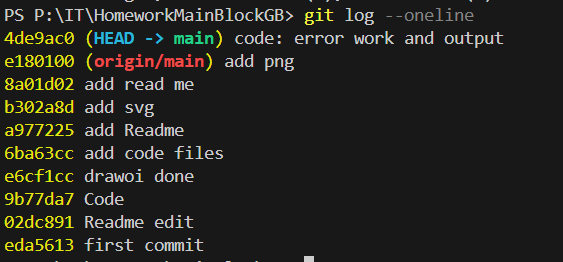 PS P:\IT\HomeworkMainBlockGB> git log --oneline
4de9ac0 (HEAD -> main) code: error work and output
e180100 (origin/main) add png
8a01d02 add read me
b302a8d add svg
a977225 add Readme
6ba63cc add code files
e6cf1cc drawoi done
9b77da7 Code
02dc891 Readme edit
eda5613 first commit